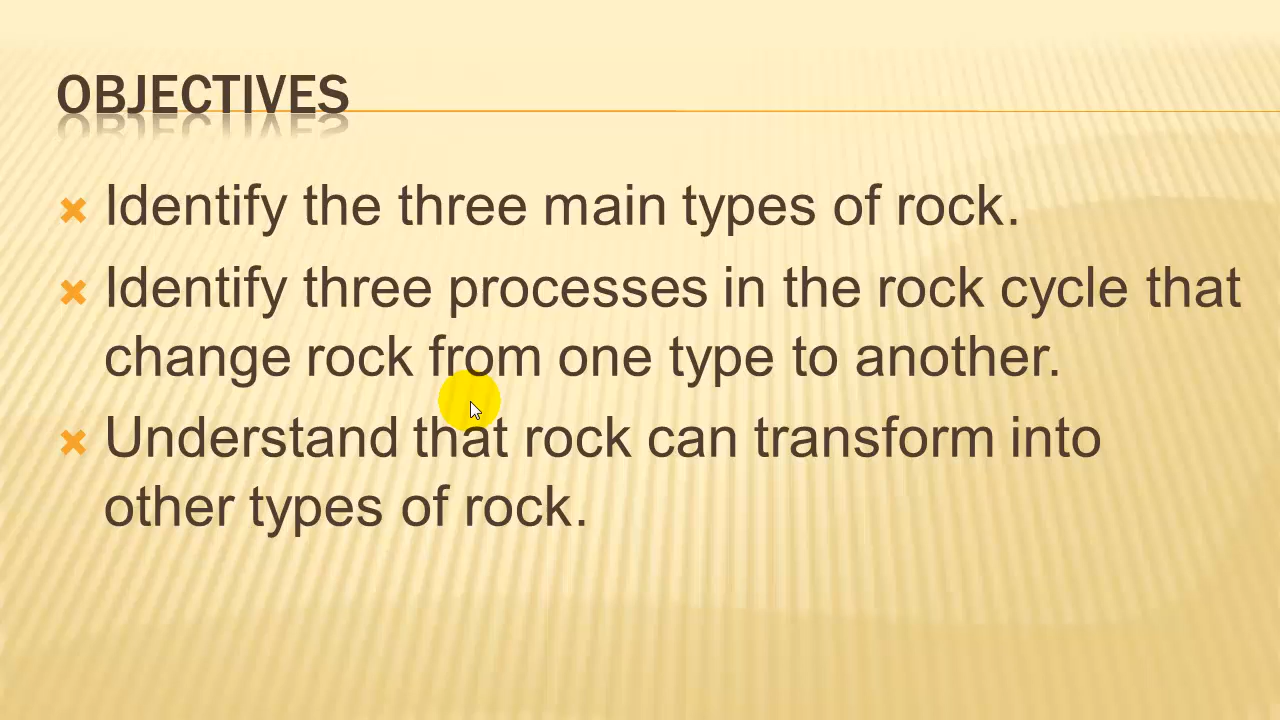 OBJECTIVES
Identify the three main types of rock.
Identify three processes in the rock cycle that
change rock from one type to another.
Understand that rock can transform into
other types of rock.